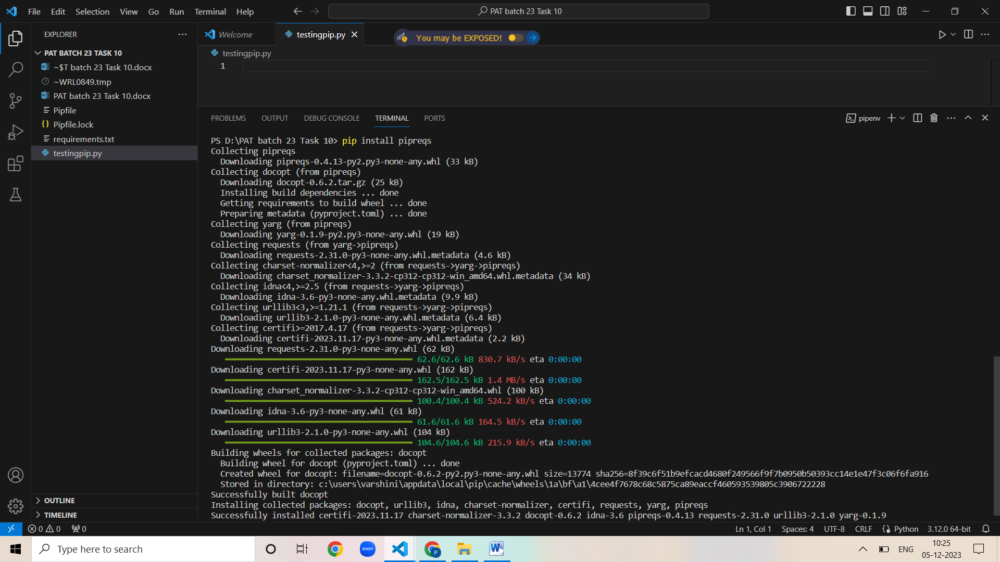 File Edit Selection View Go Run Terminal Help
PAT batch 23 Task 10
EXPLORER
PAT BATCH 23 TASK 10
~$T batch 23 Task 10.docx
~WRL0849.tmp
PAT batch 23 Task 10.docx
Pipfile
Pipfile.lock
requirements.txt
testingpip.py
OUTLINE
TIMELINE
Welcome
testingpip.py
You may be EXPOSED!
testingpip.py
1
PROBLEMS OUTPUT DEBUG CONSOLE TERMINAL PORTS
pipenv
PS D:\PAT batch 23 Task 10> pip install pipreqs
Collecting pipreqs
Downloading pipreqs-0.4.13-py2.py3-none-any.whl (33 kB)
Collecting docopt (from pipreqs)
Downloading docopt-0.6.2.tar.gz (25 kB)
Installing build dependencies ... done
Getting requirements to build wheel ... done
Preparing metadata (pyproject.toml) ... done
Collecting yarg (from pipreqs)
Downloading yarg-0.1.9-py2.py3-none-any.whl (19 kB)
Collecting requests (from yarg->pipreqs)
Downloading requests-2.31.0-py3-none-any.whl.metadata (4.6 kB)
Collecting charset-normalizer<4,>=2 (from requests->yarg->pipreqs)
Downloading charset_normalizer-3.3.2-cp312-cp312-win_amd64.whl.metadata (34 kB)
Collecting idna<4,>=2.5 (from requests->yarg->pipreqs)
Downloading idna-3.6-py3-none-any.whl.metadata (9.9 kB)
Collecting urllib3<3,>=1.21.1 (from requests->yarg->pipreqs)
Downloading urllib3-2.1.0-py3-none-any.whl.metadata (6.4 kB)
Collecting certifi>=2017.4.17 (from requests->yarg->pipreqs)
Downloading certifi-2023.11.17-py3-none-any.whl.metadata (2.2 kB)
Downloading requests-2.31.0-py3-none-any.whl (62 kB)
62.6/62.6 kB 830.7 kB/s eta 0:00:00
Downloading certifi-2023.11.17-py3-none-any.whl (162 kB)
162.5/162.5 kB 1.4 MB/s eta 0:00:00
Downloading charset_normalizer-3.3.2-cp312-cp312-win_amd64.whl (100 kB)
100.4/100.4 kB 524.2 kB/s eta 0:00:00
Downloading idna-3.6-py3-none-any.whl (61 kB)
61.6/61.6 kB 164.5 kB/s eta 0:00:00
Downloading urllib3-2.1.0-py3-none-any.whl (104 kB)
104.6/104.6 kB 215.9 kB/s eta 0:00:00
Building wheels for collected packages: docopt
Building wheel for docopt (pyproject.toml) ... done
Created wheel for docopt: filename=docopt-0.6.2-py2.py3-none-any.whl size=13774 sha256=8f39c6f51b9efcacd4680f249566f9f7b0950b50393cc14e1e47f3c06f6fa916
Stored in directory: c:\users\varshini\appdata\local\pip\cache\wheels\1a\bf\a1\4cee4f7678c68c5875ca89eaccf460593539805c3906722228
Successfully built docopt
Installing collected packages: docopt, urllib3, idna, charset-normalizer, certifi, requests, yarg, pipreqs
Successfully installed certifi-2023.11.17 charset-normalizer-3.3.2 docopt-0.6.2 idna-3.6 pipreqs-0.4.13 requests-2.31.0 urllib3-2.1.0 yarg-0.1.9
0 0 0
Ln 1, Col 1 Spaces: 4 UTF-8 CRLF Python 3.12.0 64-bit
Type here to search
zoom
P
W
ENG
10:25
05-12-2023